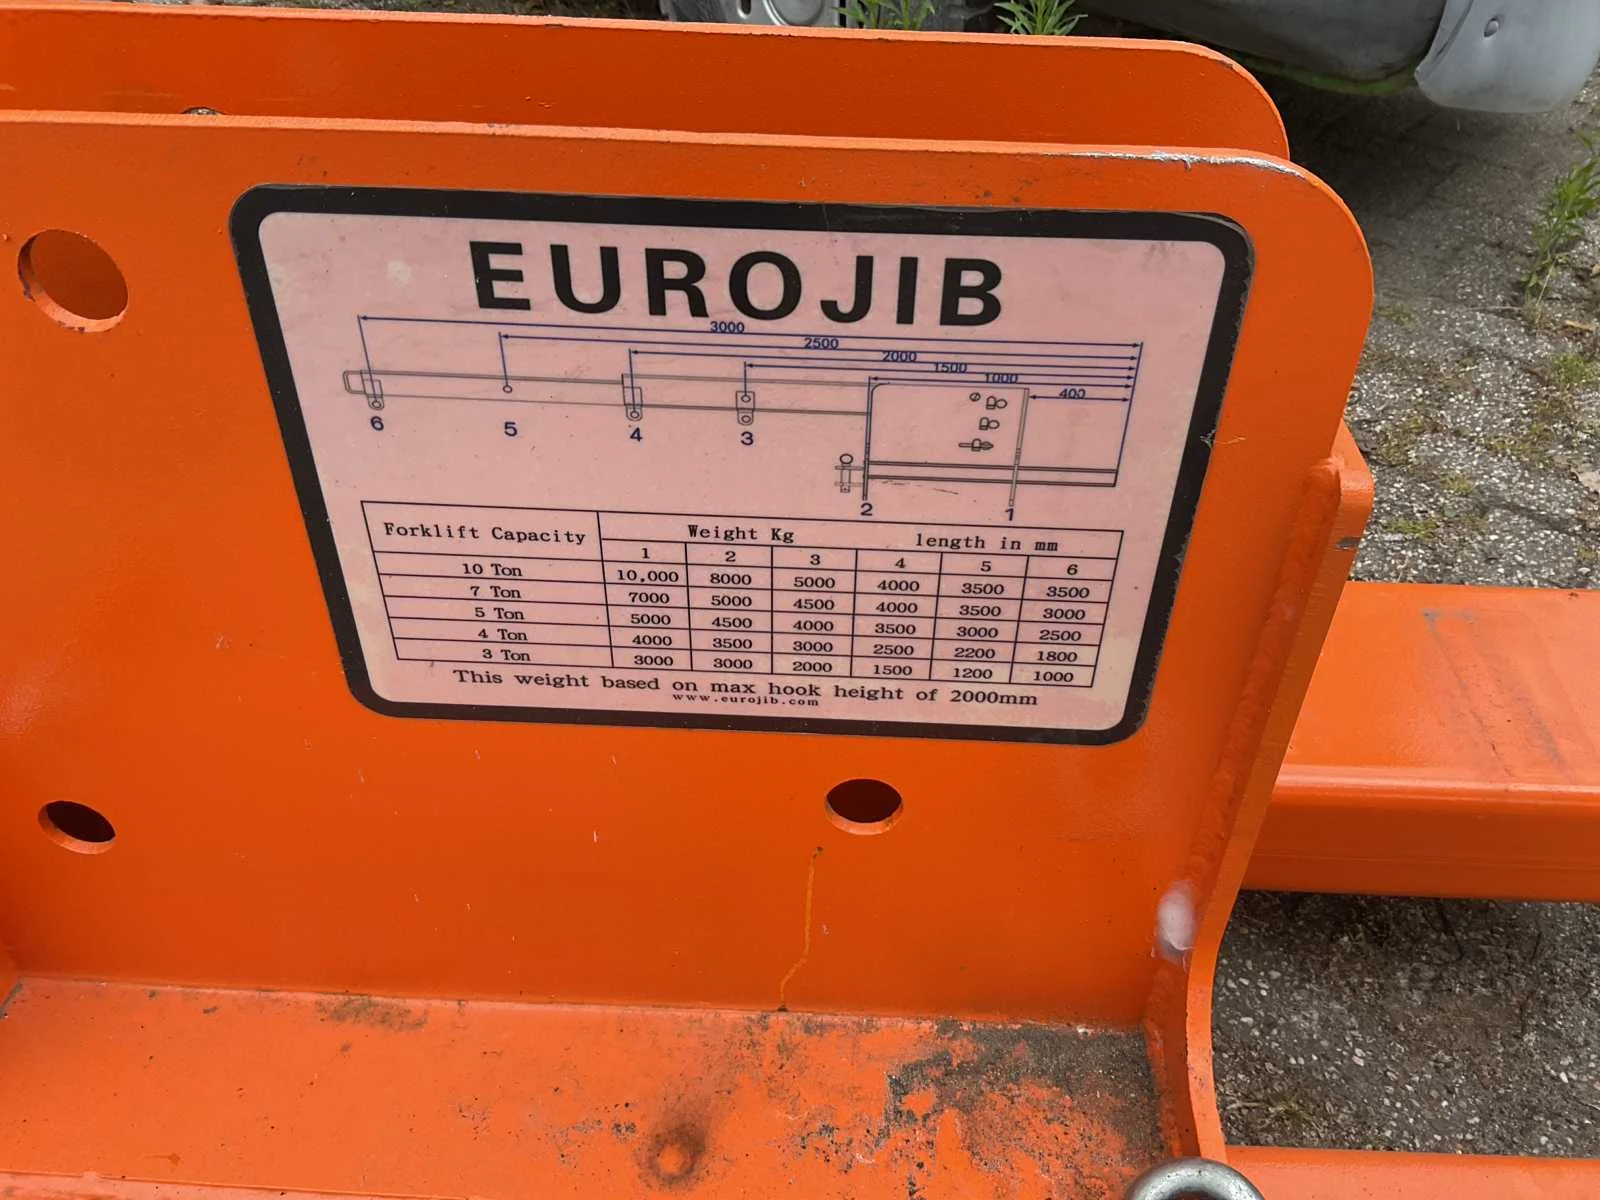 EUROJIB
3000
2500
2000
1500
1000
400
6 5 4 3
2 1
Forklift Capacity Weight Kg length in mm
1 2 3 4 5 6
10 Ton 10,000 8000 5000 4000 3500 3500
7 Ton 7000 5000 4500 4000 3500 3000
5 Ton 5000 4500 4000 3500 3000 2500
4 Ton 4000 3500 3000 2500 2200 1800
3 Ton 3000 3000 2000 1500 1200 1000
This weight based on max hook height of 2000mm
www.eurojib.com